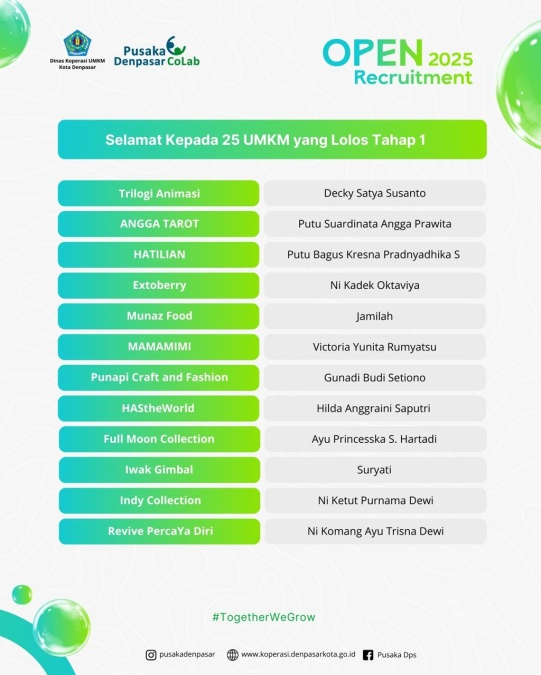 Dinas Koperasi UMKM
Kota Denpasar
Pusaka
Denpasar CoLab
OPEN 2025
Recruitment
Selamat Kepada 25 UMKM yang Lolos Tahap 1
Trilogi Animasi Decky Satya Susanto
ANGGA TAROT Putu Suardinata Angga Prawita
HATILIAN Putu Bagus Kresna Pradnyadhika S
Extoberry Ni Kadek Oktaviya
Munaz Food Jamilah
MAMAMIMI Victoria Yunita Rumyatsu
Punapi Craft and Fashion Gunadi Budi Setiono
HAStheWorld Hilda Anggraini Saputri
Full Moon Collection Ayu Princesska S. Hartadi
Iwak Gimbal Suryati
Indy Collection Ni Ketut Purnama Dewi
Revive PercaYa Diri Ni Komang Ayu Trisna Dewi
#TogetherWeGrow
pusakadenpasar www.koperasi.denpasarkota.go.id Pusaka Dps